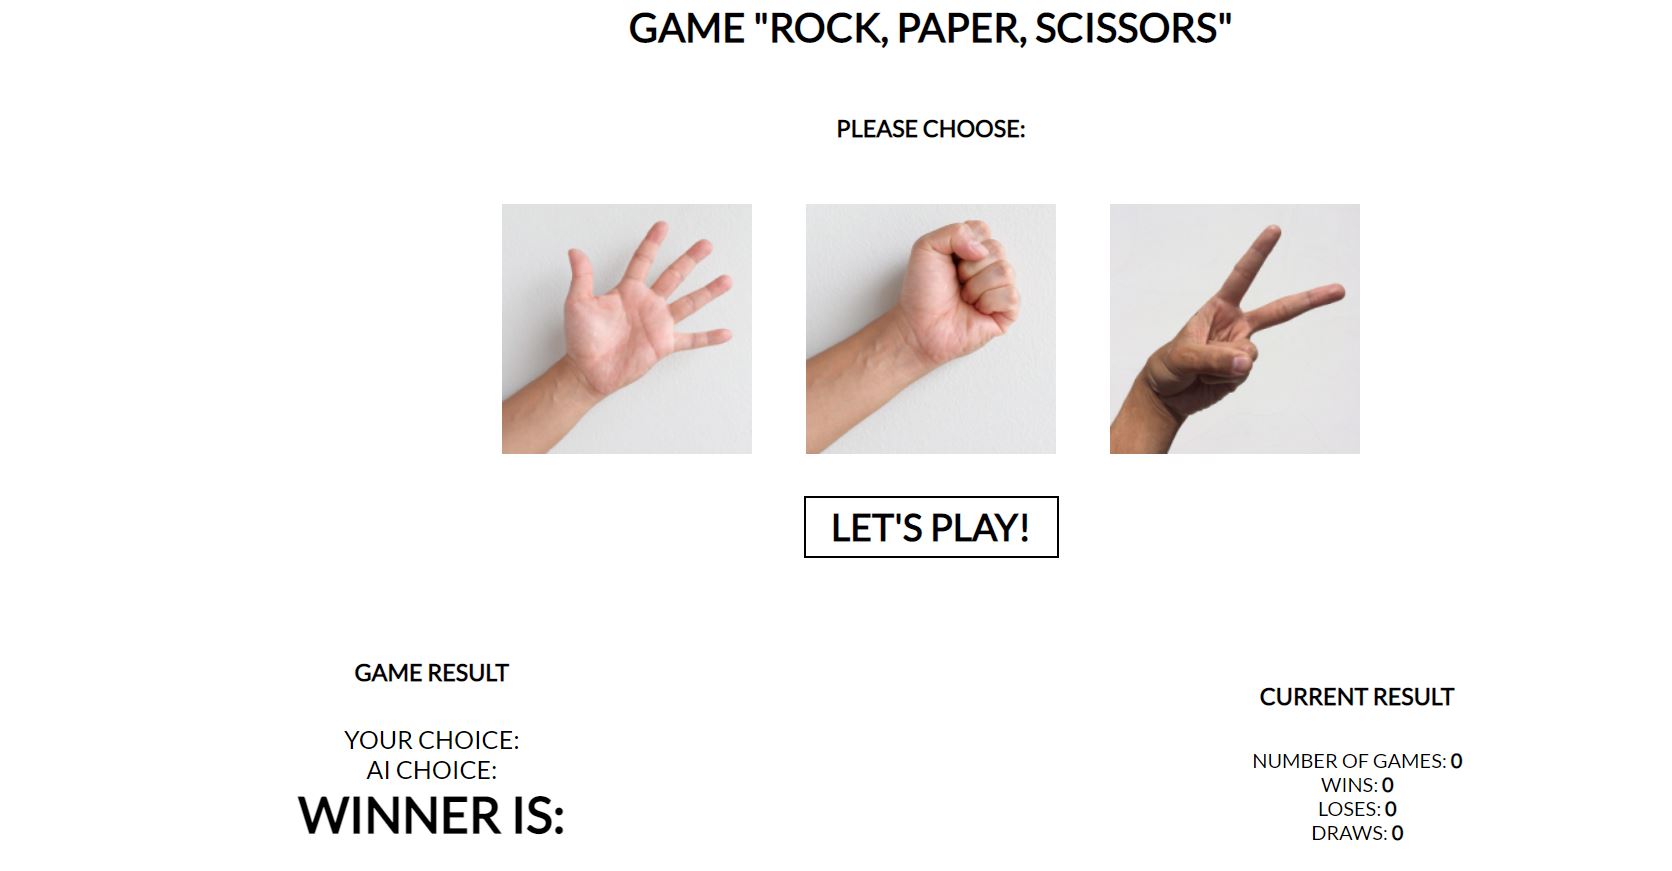 GAME "ROCK, PAPER, SCISSORS"
PLEASE CHOOSE:
LET'S PLAY!
GAME RESULT
YOUR CHOICE:
AI CHOICE:
WINNER IS:
CURRENT RESULT
NUMBER OF GAMES: 0
WINS: 0
LOSES: 0
DRAWS: 0